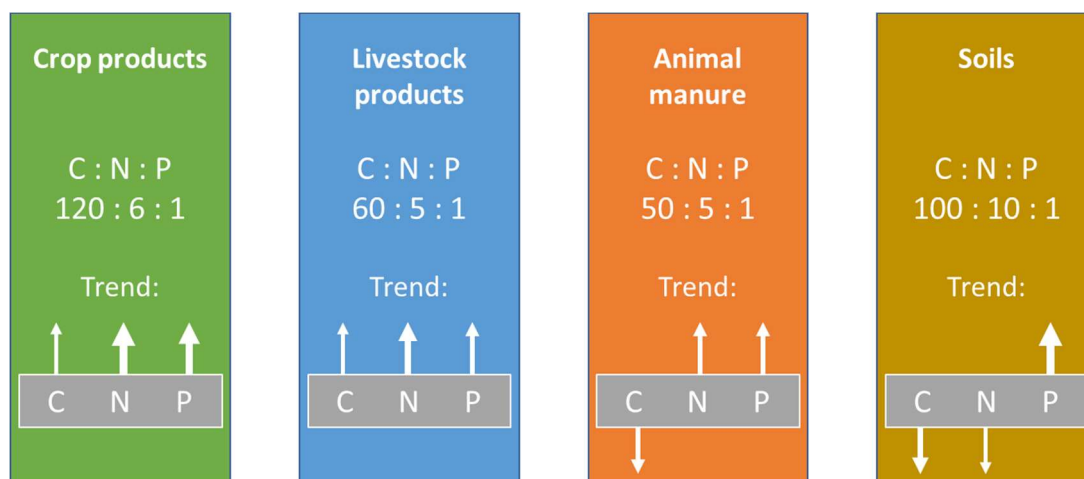 Crop products
C : N : P
120 : 6 : 1
Trend:
C N P
Livestock
products
C : N : P
60 : 5 : 1
Trend:
C N P
Animal
manure
C : N : P
50 : 5 : 1
Trend:
C N P
Soils
C : N : P
100 : 10 : 1
Trend:
C N P